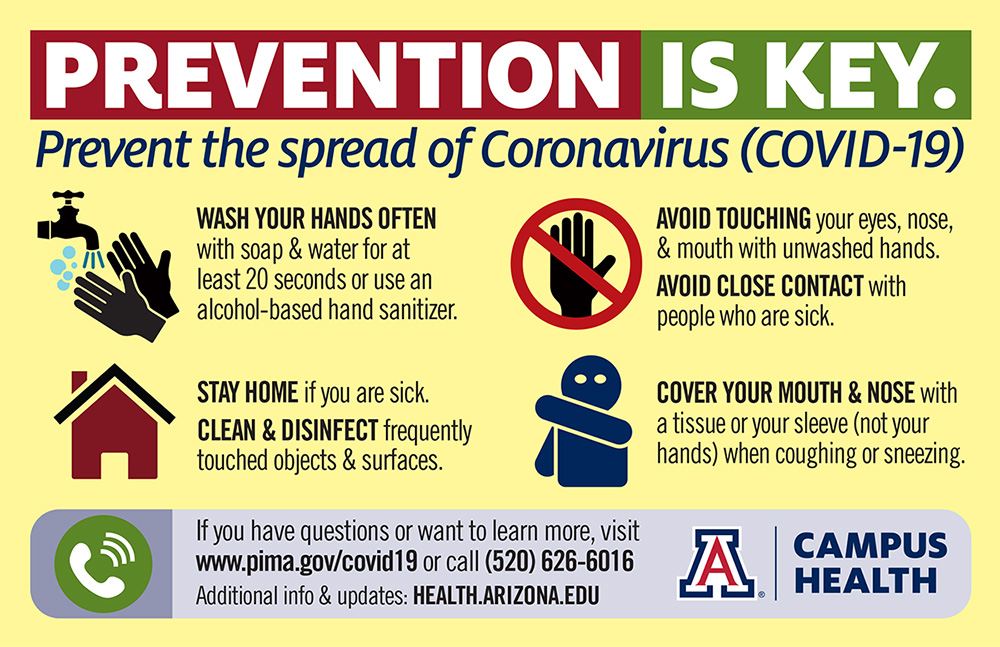 PREVENTION IS KEY.
Prevent the spread of Coronavirus (COVID-19)
WASH YOUR HANDS OFTEN
with soap & water for at
least 20 seconds or use an
alcohol-based hand sanitizer.
AVOID TOUCHING your eyes, nose,
& mouth with unwashed hands.
AVOID CLOSE CONTACT with
people who are sick.
STAY HOME if you are sick.
CLEAN & DISINFECT frequently
touched objects & surfaces.
COVER YOUR MOUTH & NOSE with
a tissue or your sleeve (not your
hands) when coughing or sneezing.
If you have questions or want to learn more, visit
www.pima.gov/covid19 or call (520) 626-6016
Additional info & updates: HEALTH.ARIZONA.EDU
A®
CAMPUS
HEALTH